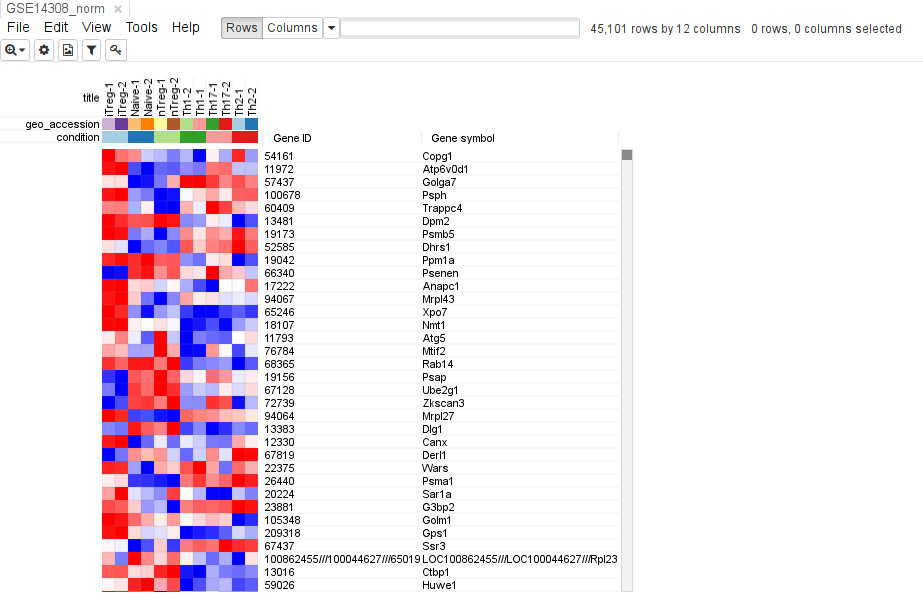 GSE14308_norm ×
File Edit View Tools Help Rows Columns 45,101 rows by 12 columns 0 rows, 0 columns selected
title iTreg-1 iTreg-2 Naive-1 Naive-2 nTreg-1 nTreg-2 Th1-2 Th1-1 Th17-1 Th17-2 Th2-1 Th2-2
geo_accession
condition Gene ID Gene symbol
54161 Copg1
11972 Atp6v0d1
57437 Golga7
100678 Psph
60409 Trappc4
13481 Dpm2
19173 Psmb5
52585 Dhrs1
19042 Ppm1a
66340 Psenen
17222 Anapc1
94067 Mrpl43
65246 Xpo7
18107 Nmt1
11793 Atg5
76784 Mtif2
68365 Rab14
19156 Psap
67128 Ube2g1
72739 Zkscan3
94064 Mrpl27
13383 Dlg1
12330 Canx
67819 Derl1
22375 Wars
26440 Psma1
20224 Sar1a
23881 G3bp2
105348 Golm1
209318 Gps1
67437 Ssr3
100862455///100044627///65019 LOC100862455///LOC100044627///Rpl23
13016 Ctbp1
59026 Huwe1